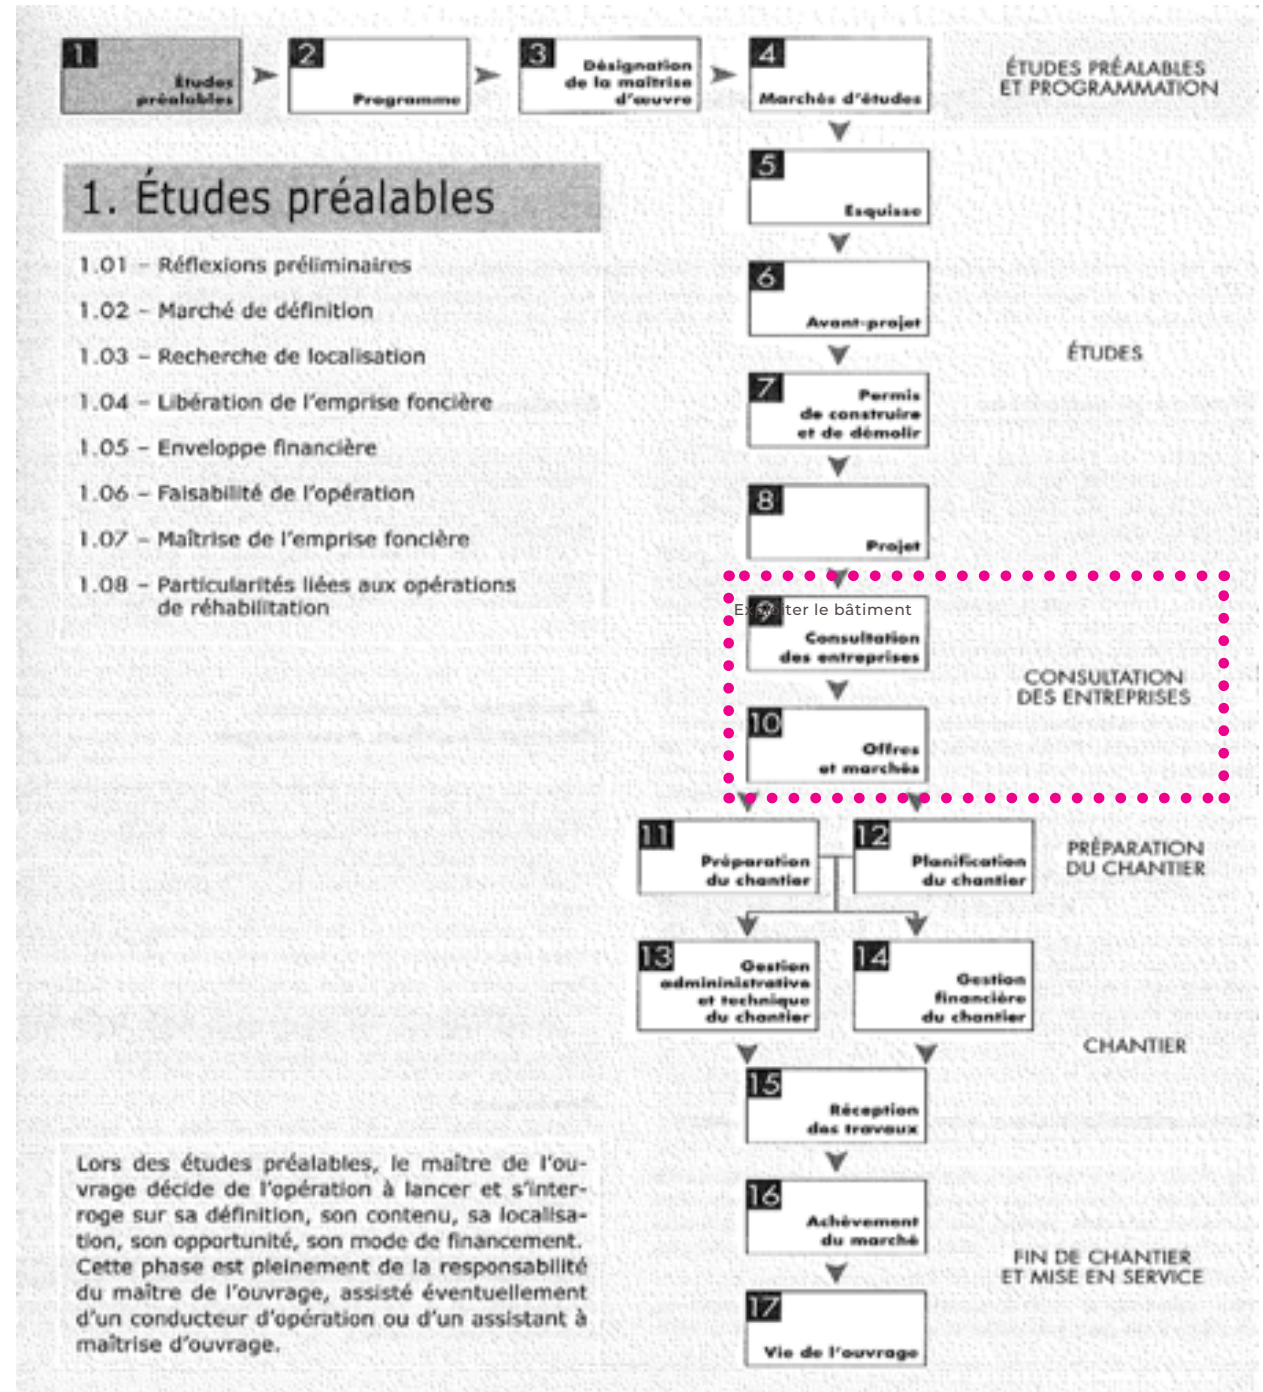 1
Études
préalables
2
Programme
3
Désignation
de la maîtrise
d'œuvre
4
Marchés d'études
ÉTUDES PRÉALABLES
ET PROGRAMMATION
1. Études préalables
1.01 – Réflexions préliminaires
1.02 – Marché de définition
1.03 – Recherche de localisation
1.04 – Libération de l'emprise foncière
1.05 – Enveloppe financière
1.06 – Faisabilité de l'opération
1.07 – Maîtrise de l'emprise foncière
1.08 – Particularités liées aux opérations
de réhabilitation
5
Esquisse
6
Avant-projet
ÉTUDES
7
Permis
de construire
et de démolir
8
Projet
9
Exploiter le bâtiment
Consultation
des entreprises
CONSULTATION
DES ENTREPRISES
10
Offres
et marchés
11
Préparation
du chantier
12
Planification
du chantier
PRÉPARATION
DU CHANTIER
13
Gestion
admininistrative
et technique
du chantier
14
Gestion
financière
du chantier
CHANTIER
15
Réception
des travaux
16
Achèvement
du marché
FIN DE CHANTIER
ET MISE EN SERVICE
17
Vie de l'ouvrage
Lors des études préalables, le maître de l'ou-
vrage décide de l'opération à lancer et s'inter-
roge sur sa définition, son contenu, sa localisa-
tion, son opportunité, son mode de financement.
Cette phase est pleinement de la responsabilité
du maître de l'ouvrage, assisté éventuellement
d'un conducteur d'opération ou d'un assistant à
maîtrise d'ouvrage.